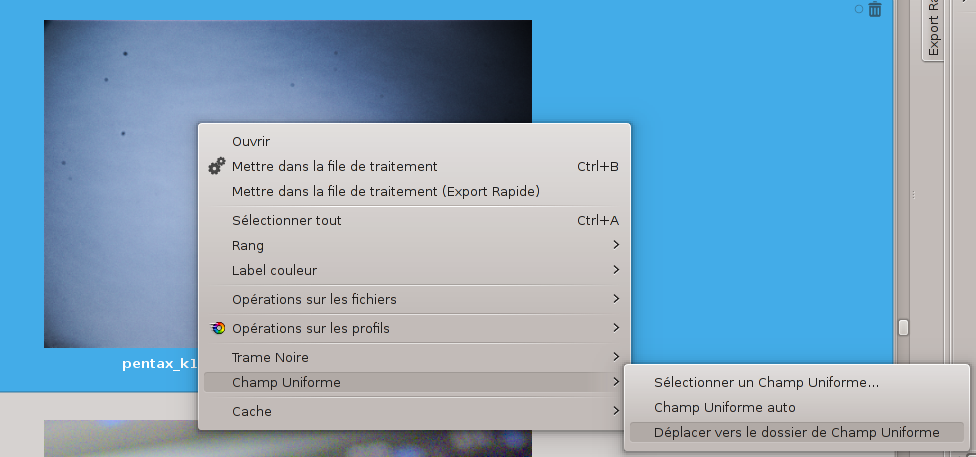 Export Ra
Ouvrir
Mettre dans la file de traitement Ctrl+B
Mettre dans la file de traitement (Export Rapide)
Sélectionner tout Ctrl+A
Rang
Label couleur
Opérations sur les fichiers
Opérations sur les profils
pentax_k1
Trame Noire
Champ Uniforme
Sélectionner un Champ Uniforme...
Champ Uniforme auto
Cache
Déplacer vers le dossier de Champ Uniforme